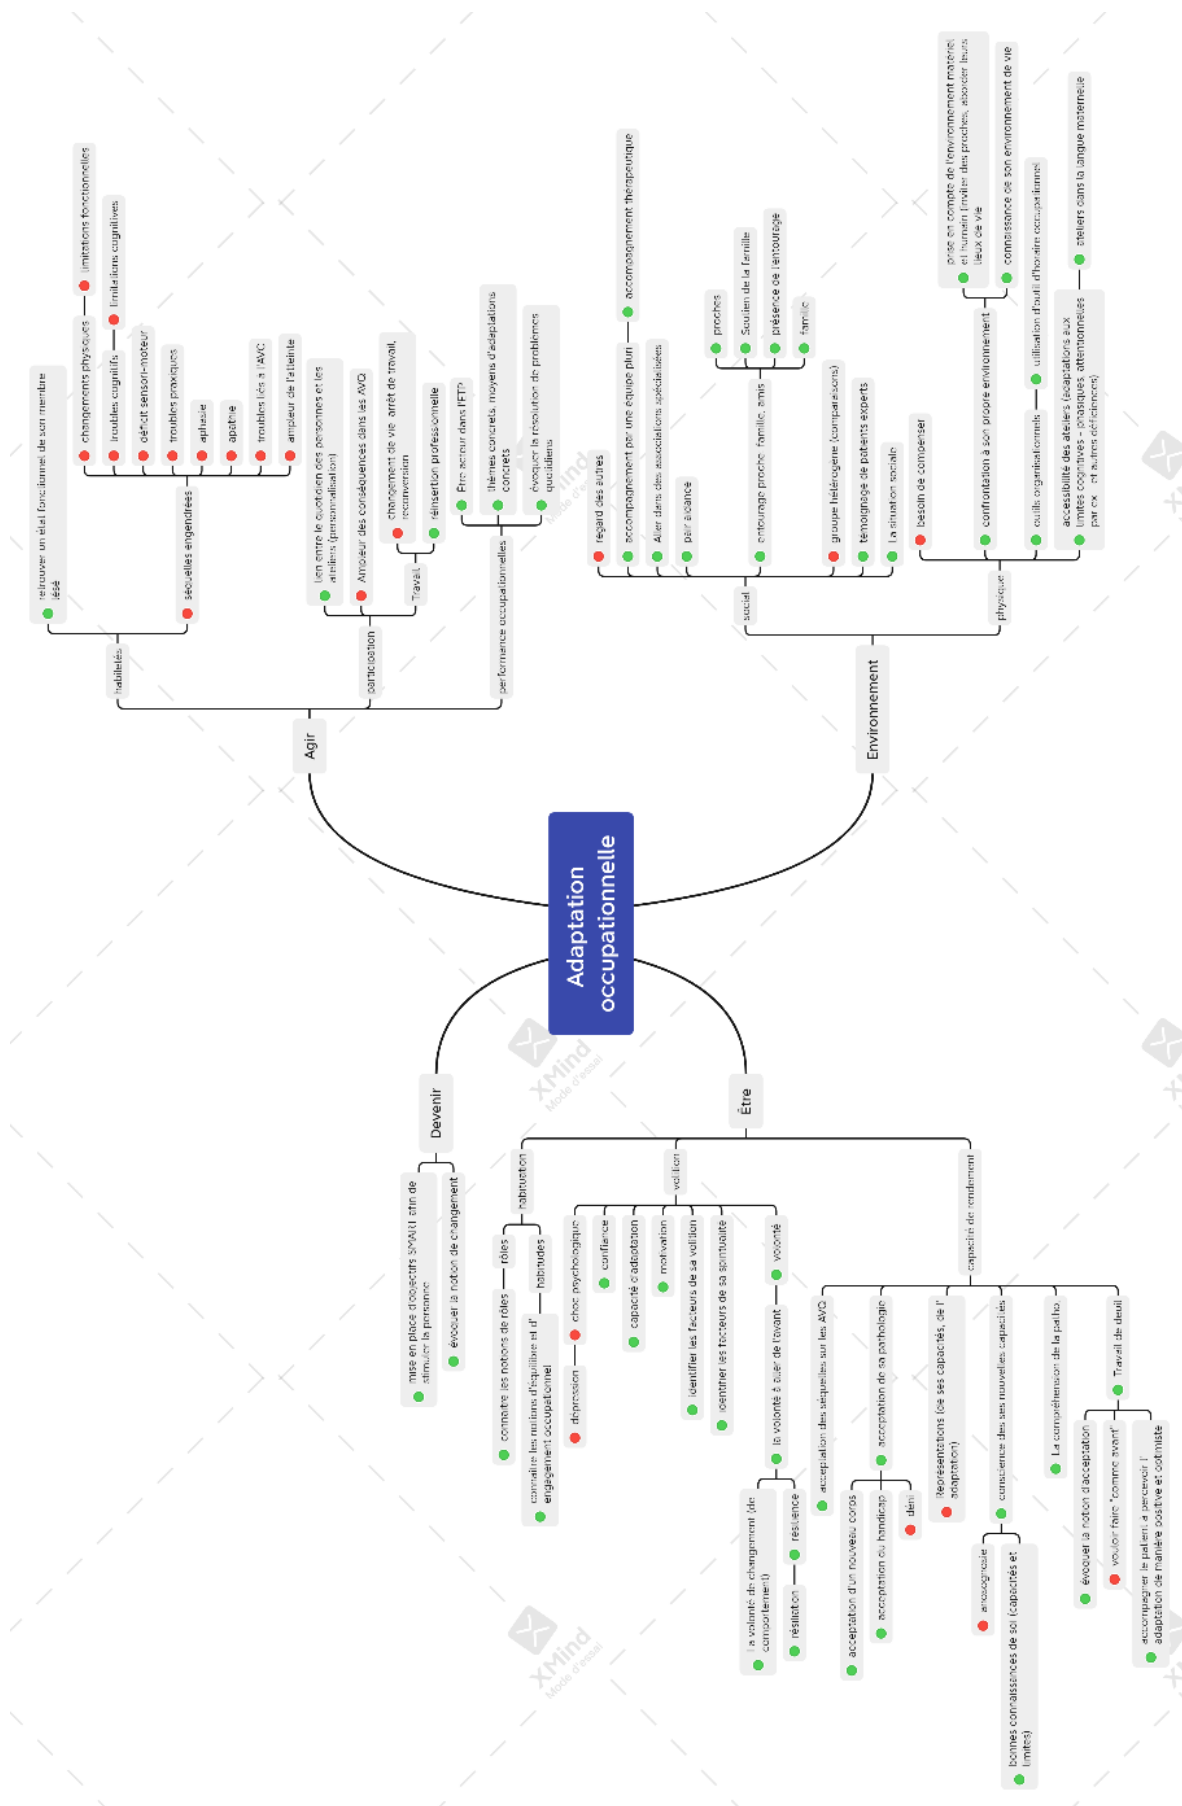 Adaptation
occupationnelle
Agir
habiletés
retrouver un état fonctionnel de son membre
lésé
séquelles engendrées
changements physiques
limitations fonctionnelles
troubles cognitifs
limitations cognitives
déficit sensori-moteur
troubles praxiques
aphasie
apathie
troubles liés à l'AVC
ampleur de l'atteinte
participation
lien entre le quotidien des personnes et les
ateliers (personnalisation)
Ampleur des conséquences dans les AVQ
Travail
changement de vie - arrêt de travail,
reconversion
réinsertion professionnelle
performance occupationnelles
Être acteur dans l'ETP
thèmes concrets, moyens d'adaptations
concrets
évoquer la résolution de problèmes
quotidiens
Environnement
social
regard des autres
accompagnement par une équipe pluri
accompagnement thérapeutique
Aller dans des associations spécialisées
pair aidance
entourage proche : famille, amis
proches
Soutien de la famille
présence de l'entourage
famille
groupe hétérogène (comparaisons)
témoignage de patients experts
La situation sociale
physique
besoin de compenser
confrontation à son propre environnement
prise en compte de l'environnement matériel
et humain (inviter des proches, aborder leurs
lieux de vie
connaissance de son environnement de vie
outils organisationnels
utilisation d'outil d'horaire occupationnel
accessibilité des ateliers (adaptations aux
limites cognitives - phasiques, attentionnelles
par ex - et autres déficiences)
ateliers dans la langue maternelle
Devenir
mise en place d'objectifs SMART afin de
stimuler la personne
évoquer la notion de changement
Être
habituation
rôles
connaitre les notions de rôles
habitudes
connaitre les notions d'équilibre et d'
engagement occupationnel
volition
choc psychologique
dépression
confiance
capacité d'adaptation
motivation
identifier les facteurs de sa volition
identifier les facteurs de sa spiritualité
volonté
la volonté à aller de l'avant
La volonté de changement (de
comportement)
résilience
résiliation
capacité de rendement
acceptation des séquelles sur les AVQ
acceptation de sa pathologie
acceptation d'un nouveau corps
acceptation du handicap
déni
Représentations (de ses capacités, de l'
adaptation)
conscience des ses nouvelles capacités
anosognosie
bonnes connaissances de soi (capacités et
limites)
La compréhension de la patho
Travail de deuil
évoquer la notion d'acceptation
vouloir faire "comme avant"
accompagner le patient à percevoir l'
adaptation de manière positive et optimiste
XMind
Mode d'essai
XMind
Mode d'essai
Mode d'essai